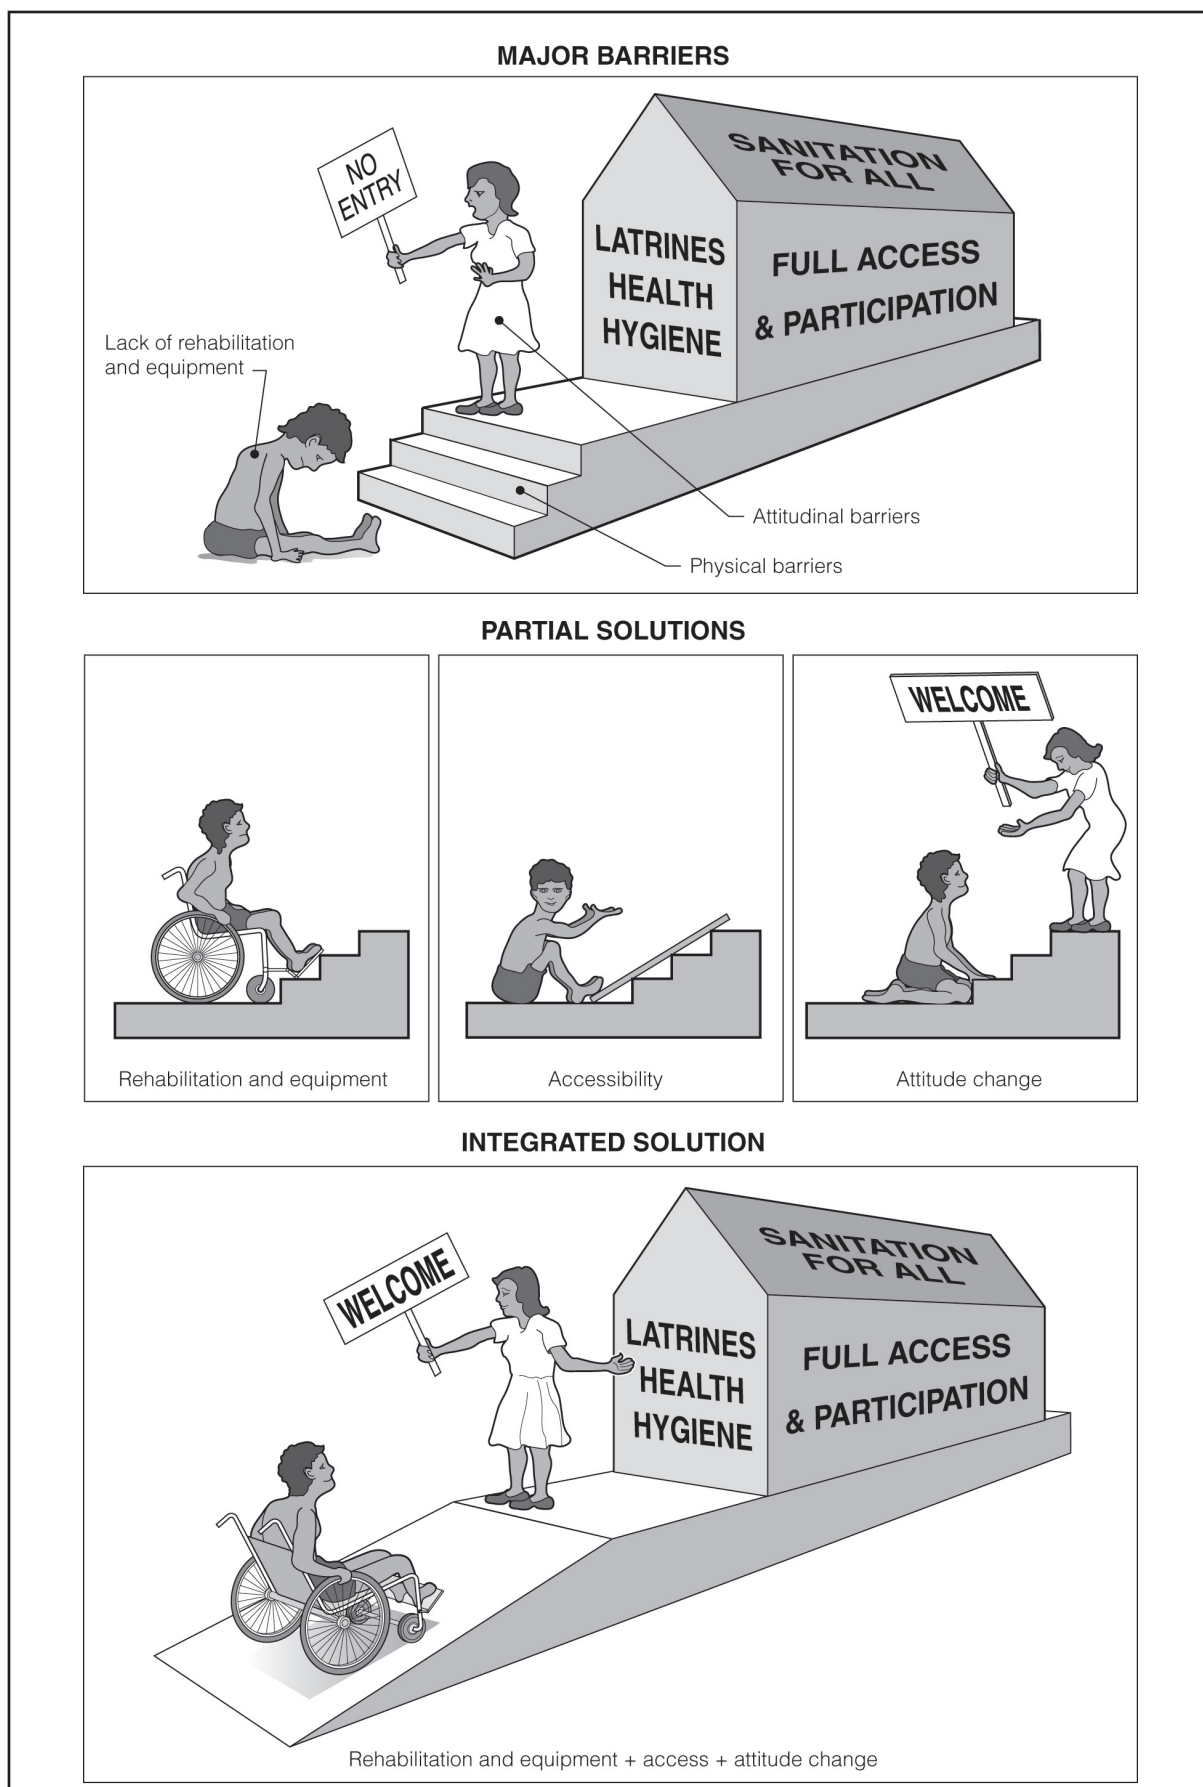 MAJOR BARRIERS
NO
ENTRY
SANITATION
FOR ALL
LATRINES
HEALTH
HYGIENE
FULL ACCESS
& PARTICIPATION
Lack of rehabilitation
and equipment
Attitudinal barriers
Physical barriers
PARTIAL SOLUTIONS
WELCOME
Rehabilitation and equipment
Accessibility
Attitude change
INTEGRATED SOLUTION
WELCOME
SANITATION
FOR ALL
LATRINES
HEALTH
HYGIENE
FULL ACCESS
& PARTICIPATION
Rehabilitation and equipment + access + attitude change